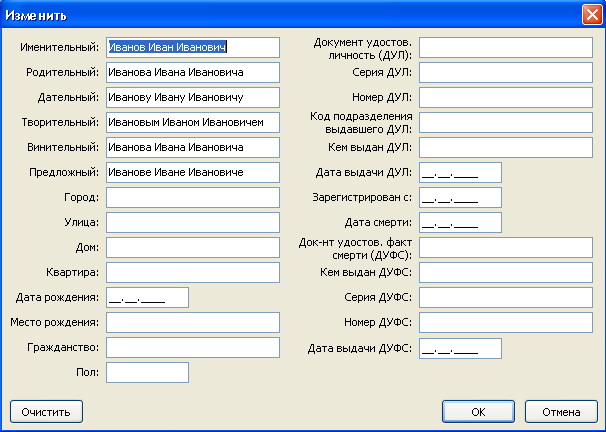 Изменить
Именительный: Иванов Иван Иванович
Родительный: Иванова Ивана Ивановича
Дательный: Иванову Ивану Ивановичу
Творительный: Ивановым Иваном Ивановичем
Винительный: Иванова Ивана Ивановича
Предложный: Иванове Иване Ивановиче
Город:
Улица:
Дом:
Квартира:
Дата рождения: __.__.____
Место рождения:
Гражданство:
Пол:
Документ удостов.
личность (ДУЛ):
Серия ДУЛ:
Номер ДУЛ:
Код подразделения
выдавшего ДУЛ:
Кем выдан ДУЛ:
Дата выдачи ДУЛ: __.__.____
Зарегистрирован с: __.__.____
Дата смерти: __.__.____
Док-нт удостов. факт
смерти (ДУФС):
Кем выдан ДУФС:
Серия ДУФС:
Номер ДУФС:
Дата выдачи ДУФС: __.__.____
Очистить
OK
Отмена